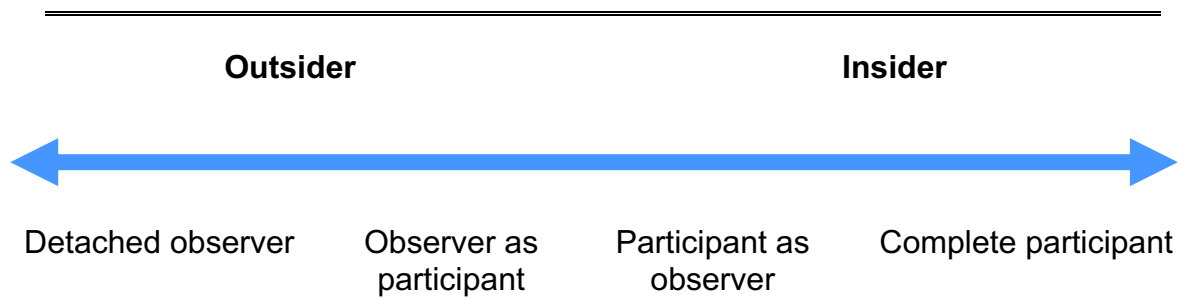 Outsider Insider
Detached observer Observer as Participant as Complete participant
participant observer